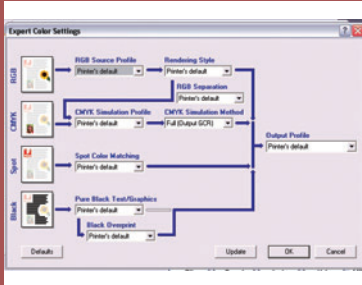 Expert Color Settings
RGB
RGB Source Profile
Printer's default
Rendering Style
Printer's default
RGB Separation
Printer's default
CMYK
CMYK Simulation Profile
Printer's default
CMYK Simulation Method
Full (Output GCR)
Output Profile
Printer's default
Spot
Spot Color Matching
Printer's default
Black
Pure Black Text/Graphics
Printer's default
Black Overprint
Printer's default
Defaults
Update
OK
Cancel